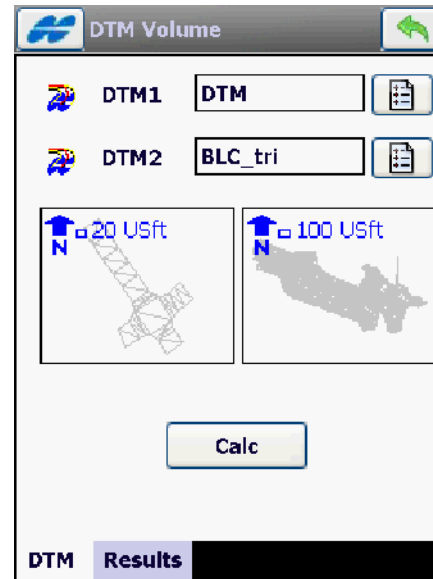 DTM Volume
DTM1 DTM
DTM2 BLC_tri
20 USft
N
100 USft
N
Calc
DTM Results